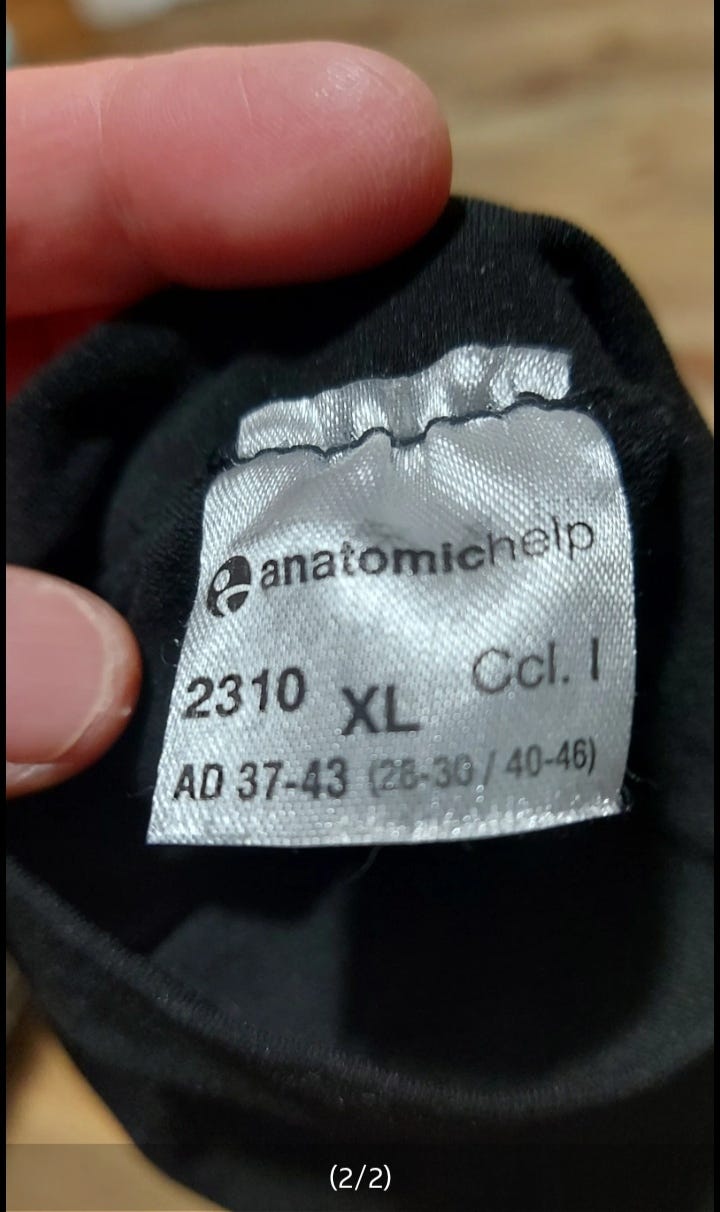 anatomichelp
2310 XL Ccl. I
AD 37-43 (28-30 / 40-46)
(2/2)